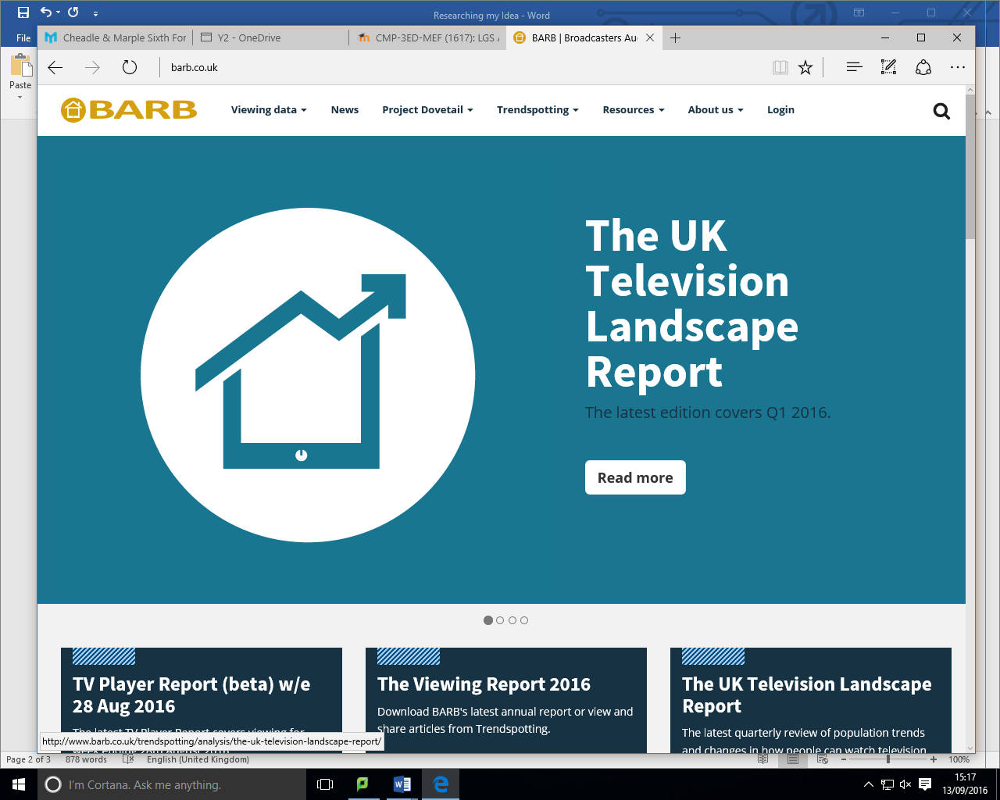 Researching my Idea - Word
File
Paste
Cheadle & Marple Sixth For
Y2 - OneDrive
CMP-3ED-MEF (1617): LGS A
BARB | Broadcasters Au
barb.co.uk
BARB
Viewing data
News
Project Dovetail
Trendspotting
Resources
About us
Login
The UK
Television
Landscape
Report
The latest edition covers Q1 2016.
Read more
TV Player Report (beta) w/e
28 Aug 2016
The latest TV Player Report covers viewing for
week ending 28th August 2016
The Viewing Report 2016
Download BARB's latest annual report or view and
share articles from Trendspotting.
The UK Television Landscape
Report
The latest quarterly review of population trends
and changes in how people can watch television
http://www.barb.co.uk/trendspotting/analysis/the-uk-television-landscape-report/
Page 2 of 3
878 words
English (United Kingdom)
100%
I'm Cortana. Ask me anything.
15:17
13/09/2016